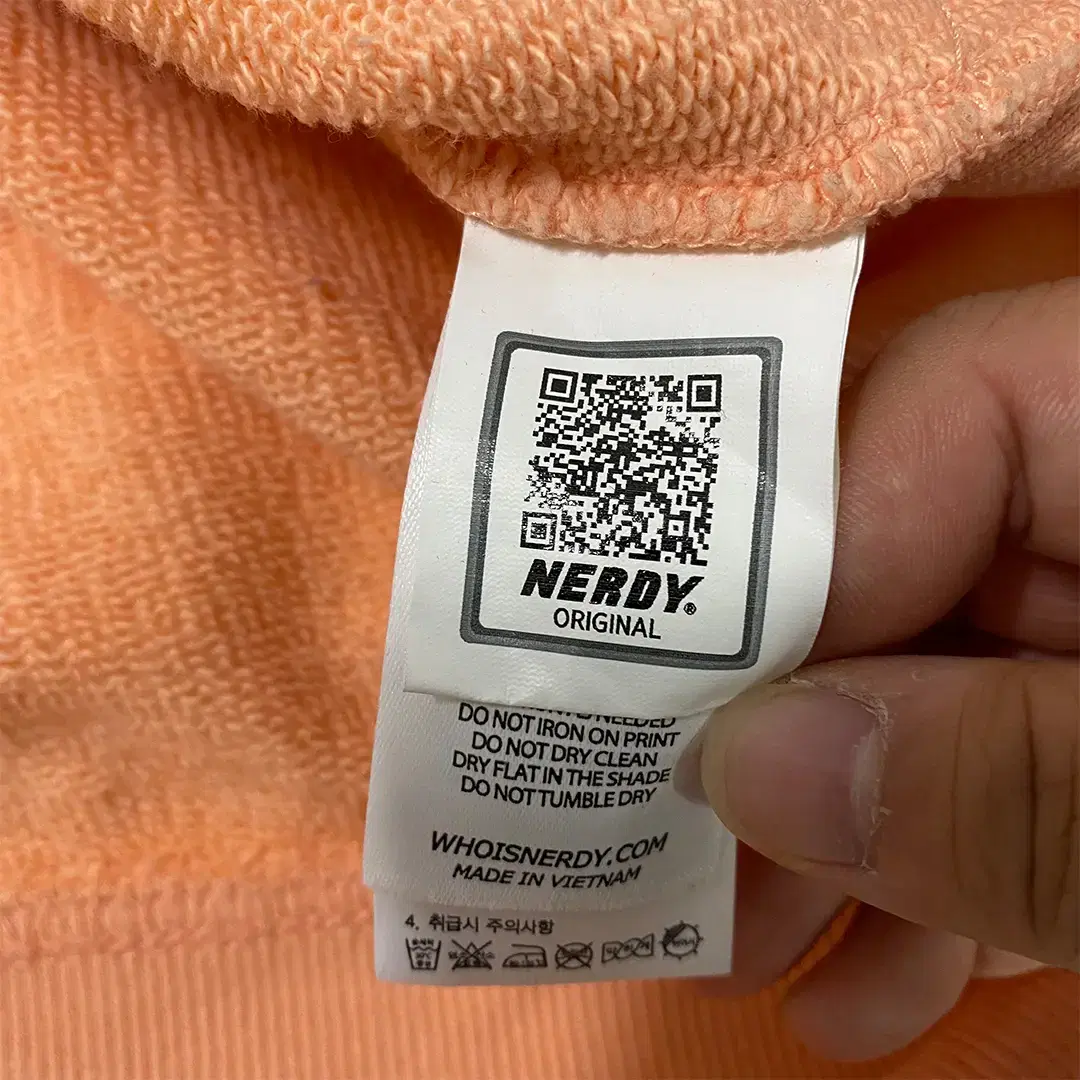 NERDY®
ORIGINAL
NEEDED
DO NOT IRON ON PRINT
DO NOT DRY CLEAN
DRY FLAT IN THE SHADE
DO NOT TUMBLE DRY
WHOISNERDY.COM
MADE IN VIETNAM
4. 취급시 주의사항